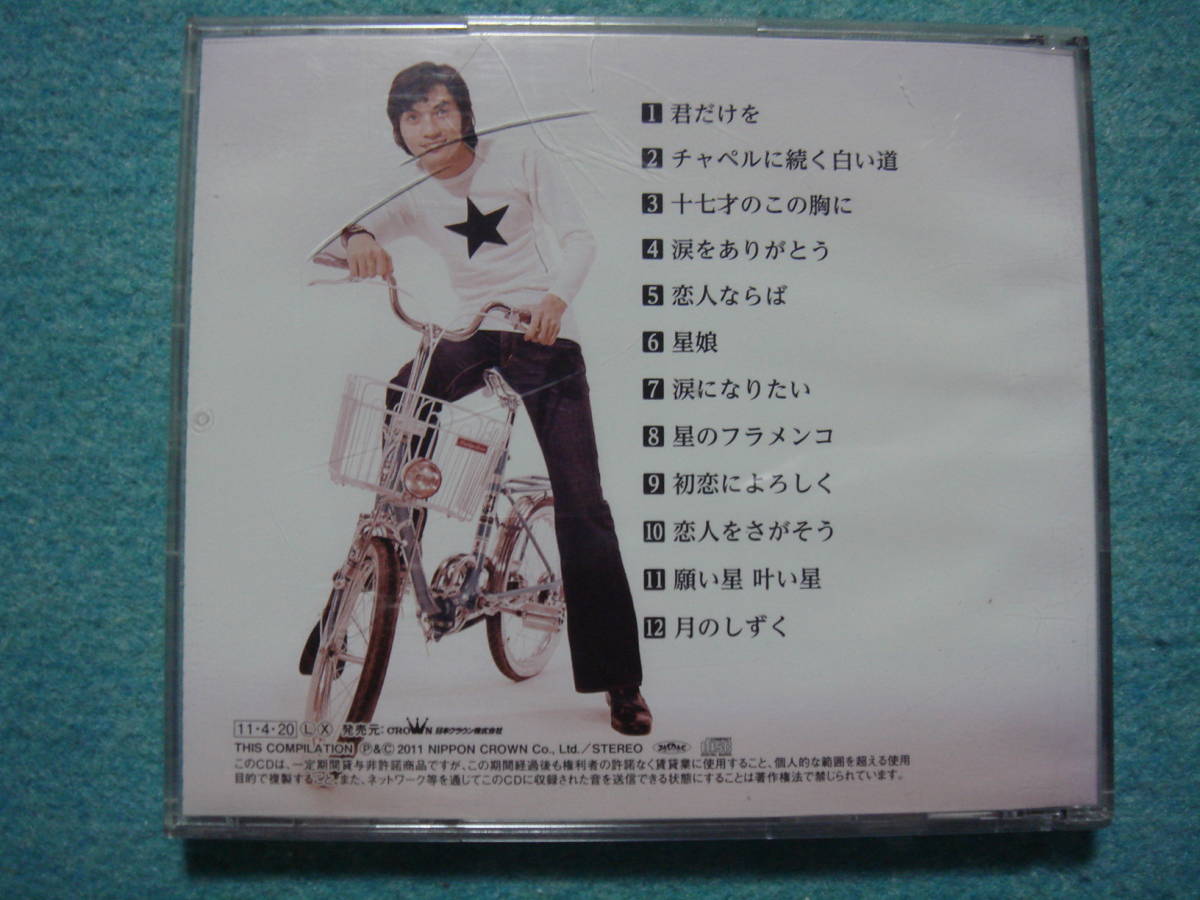 1 君だけを
2 チャペルに続く白い道
3 十七才のこの胸に
4 涙をありがとう
5 恋人ならば
6 星娘
7 涙になりたい
8 星のフラメンコ
9 初恋によろしく
10 恋人をさがそう
11 願い星 叶い星
12 月のしずく
11・4・20 Ⓛ Ⓧ 発売元: CROWN 日本クラウン株式会社
THIS COMPILATION Ⓟ&Ⓒ 2011 NIPPON CROWN Co., Ltd.／STEREO
このCDは、一定期間貸与非許諾商品ですが、この期間経過後も権利者の許諾なく賃貸業に使用すること、個人的な範囲を超える使用
目的で複製すること、また、ネットワーク等を通じてこのCDに収録された音を送信できる状態にすることは著作権法で禁じられています。